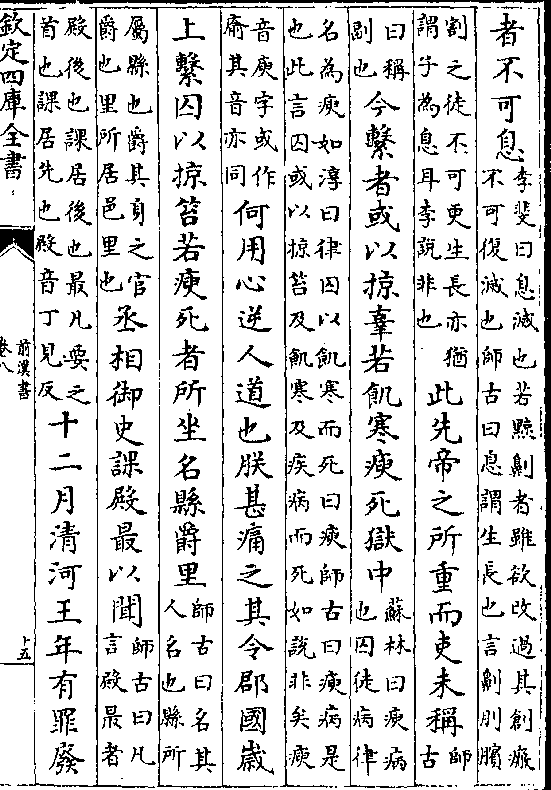 者不可息李斐曰息滅也若黥劓者雖欲改過其創瘢不可復滅也師古曰息謂生長也言劓刖臏
割之徒不可更生長亦猶謂子為息耳李說非也此先帝之所重而吏未稱師古
曰稱副也今繫者或以掠辜若飢寒瘐死獄中蘇林曰瘐病也囚徒病律
名為瘐如淳曰律囚以飢寒而死曰瘐師古曰瘐病是也此言囚或以掠笞及飢寒及疾病而死如說非矣瘐
音庾字或作㾛其音亦同何用心逆人道也朕甚痛之其令郡國歲
上繫囚以掠笞若瘐死者所坐名縣爵里師古曰名其人名也縣所
屬縣也爵其身之官爵也里所居邑里也丞相御史課殿最以聞師古曰凡言殿最者
殿後也課居後也最凡要之首也課居先也殿音丁見反十二月清河王年有罪廢
欽定四庫全書
前漢書
卷八
十五